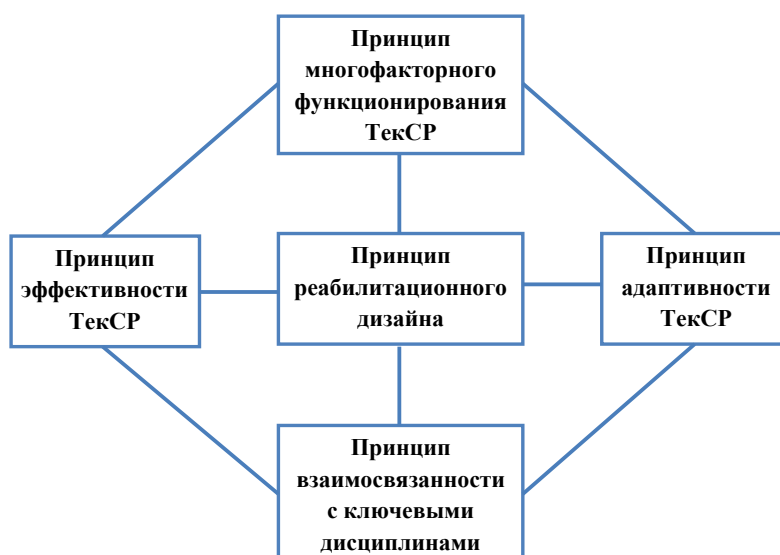 Принцип
многофакторного
функционирования
ТекСР
Принцип
эффективности
ТекСР
Принцип
реабилитационного
дизайна
Принцип
адаптивности
ТекСР
Принцип
взаимосвязанности
с ключевыми
дисциплинами